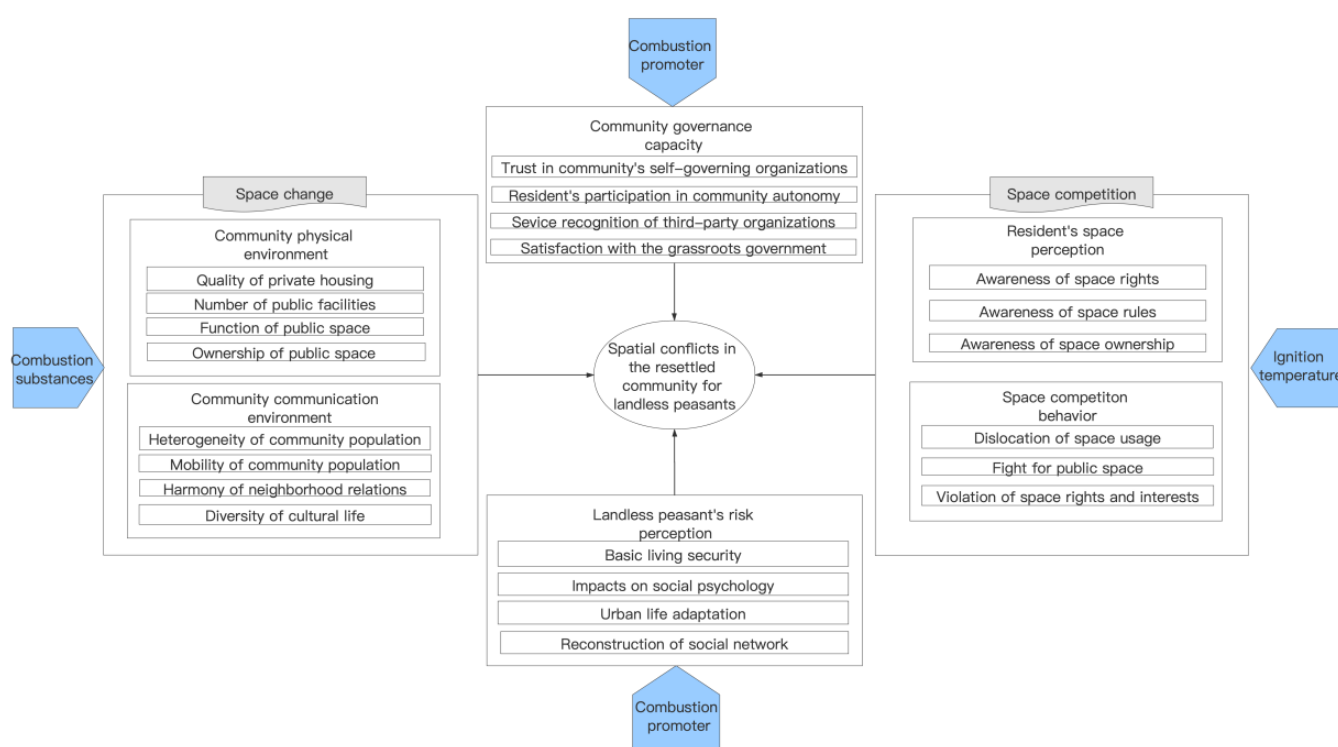 Combustion
promoter
Community governance
capacity
Trust in community's self-governing organizations
Resident's participation in community autonomy
Sevice recognition of third-party organizations
Satisfaction with the grassroots government
Space change
Community physical
environment
Quality of private housing
Number of public facilities
Function of public space
Ownership of public space
Community communication
environment
Heterogeneity of community population
Mobility of community population
Harmony of neighborhood relations
Diversity of cultural life
Combustion
substances
Spatial conflicts in
the resettled
community for
landless peasants
Space competition
Resident's space
perception
Awareness of space rights
Awareness of space rules
Awareness of space ownership
Space competiton
behavior
Dislocation of space usage
Fight for public space
Violation of space rights and interests
Ignition
temperature
Landless peasant's risk
perception
Basic living security
Impacts on social psychology
Urban life adaptation
Reconstruction of social network
Combustion
promoter